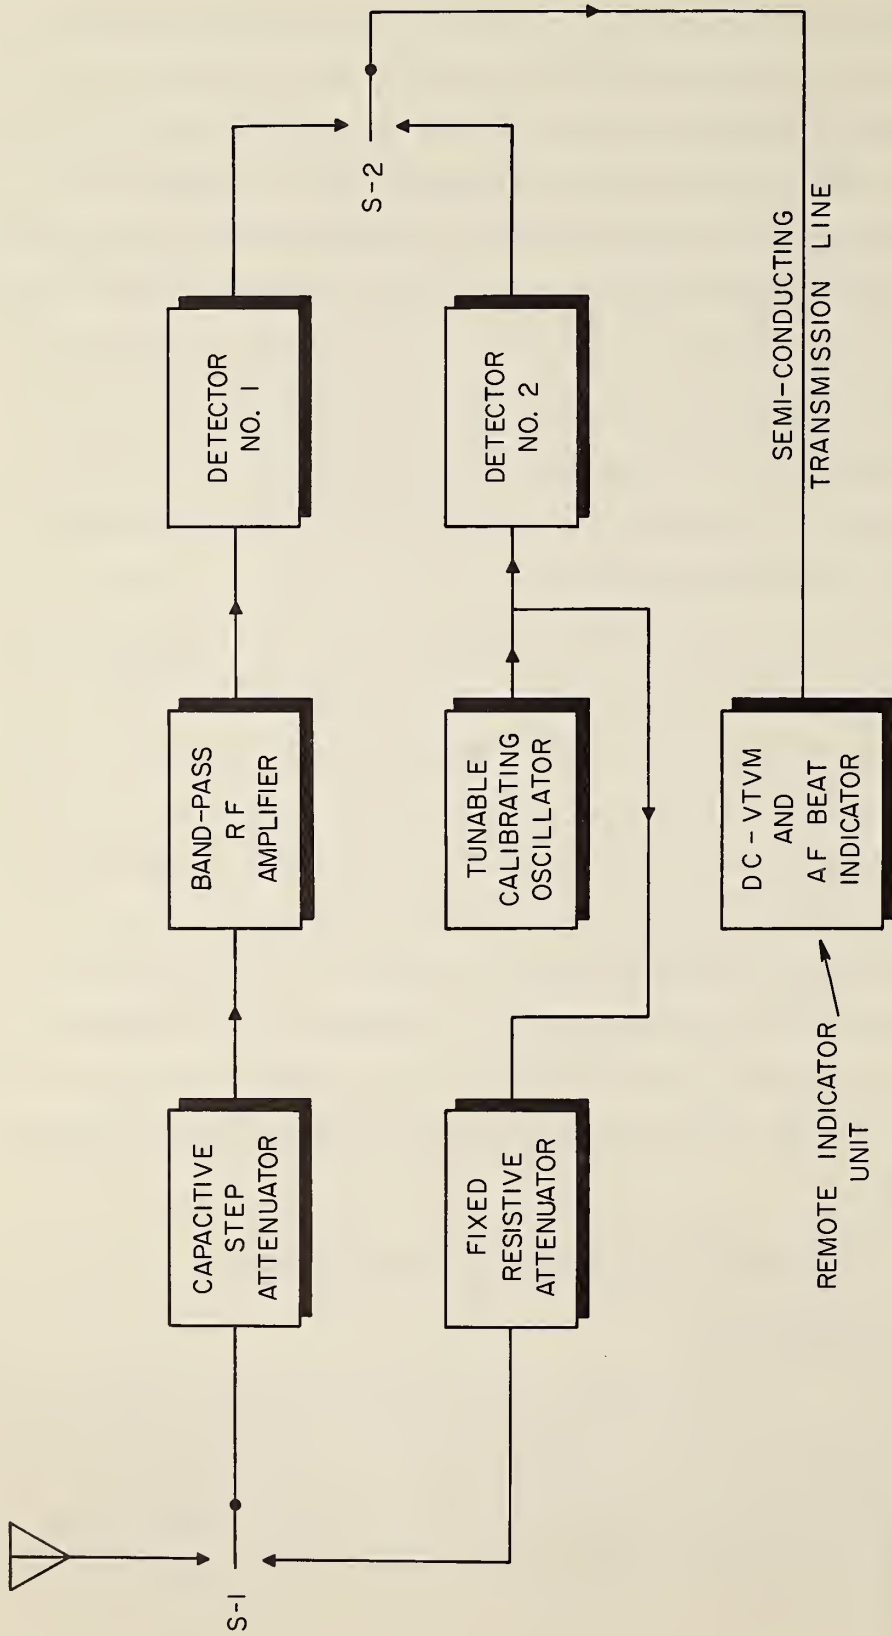 S-1
CAPACITIVE
STEP
ATTENUATOR
BAND-PASS
RF
AMPLIFIER
DETECTOR
NO. 1
S-2
FIXED
RESISTIVE
ATTENUATOR
TUNABLE
CALIBRATING
OSCILLATOR
DETECTOR
NO. 2
REMOTE INDICATOR
UNIT
DC-VTVM
AND
AF BEAT
INDICATOR
SEMI-CONDUCTING
TRANSMISSION LINE